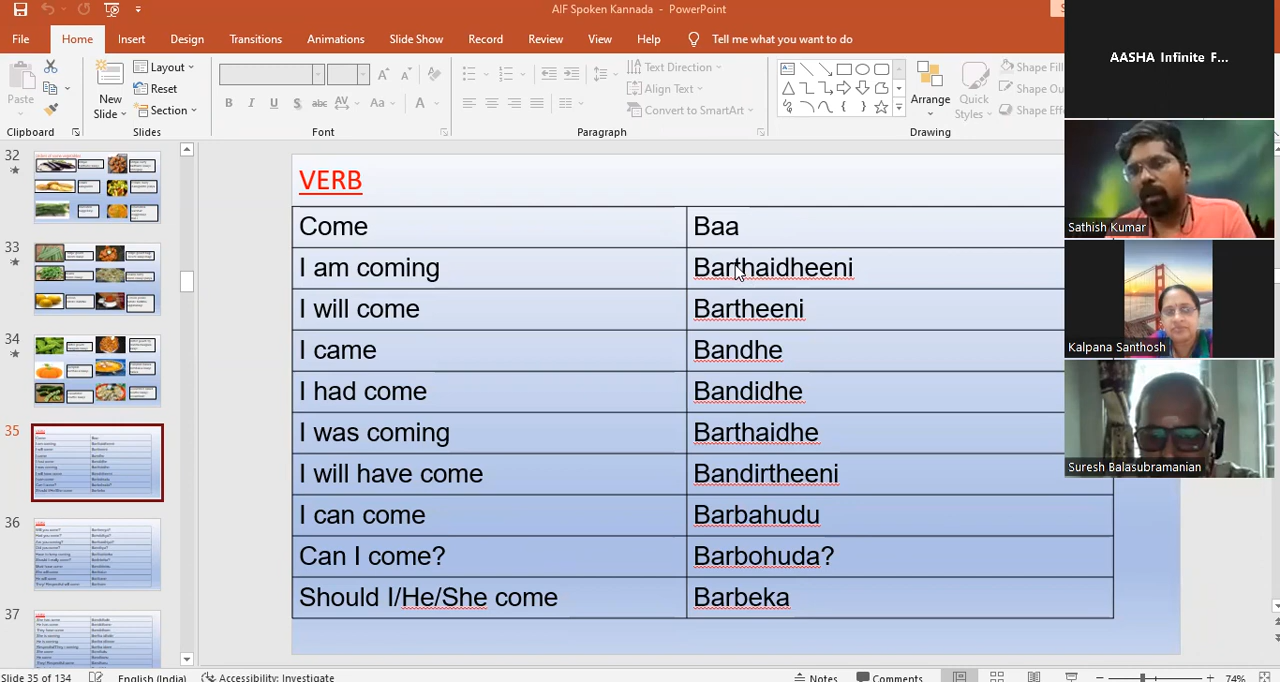 AIF Spoken Kannada - PowerPoint
File Home Insert Design Transitions Animations Slide Show Record Review View Help Tell me what you want to do
Paste
New Slide
Layout
Reset
Section
B I U S abc AV Aa A
Text Direction
Align Text
Convert to SmartArt
Arrange
Quick Styles
Shape Fill
Shape Ou
Shape Effe
Clipboard Slides Font Paragraph Drawing
32
33
34
35
36
37
VERB
Come Baa
I am coming Barthaidheeni
I will come Bartheeni
I came Bandhe
I had come Bandidhe
I was coming Barthaidhe
I will have come Bandirtheeni
I can come Barbahudu
Can I come? Barbohuda?
Should I/He/She come Barbeka
AASHA Infinite F...
Sathish Kumar
Kalpana Santhosh
Suresh Balasubramanian
Slide 35 of 134 English (India) Accessibility: Investigate Notes Comments 74%